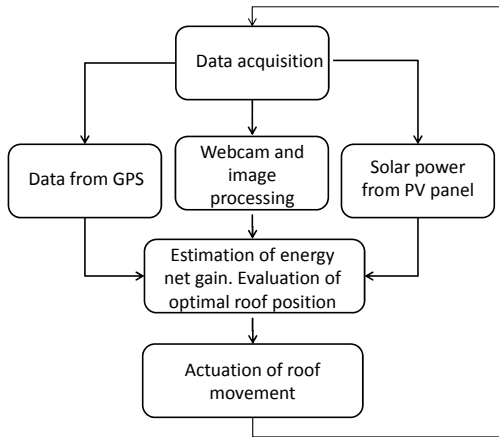 Data acquisition
Data from GPS
Webcam and
image
processing
Solar power
from PV panel
Estimation of energy
net gain. Evaluation of
optimal roof position
Actuation of roof
movement